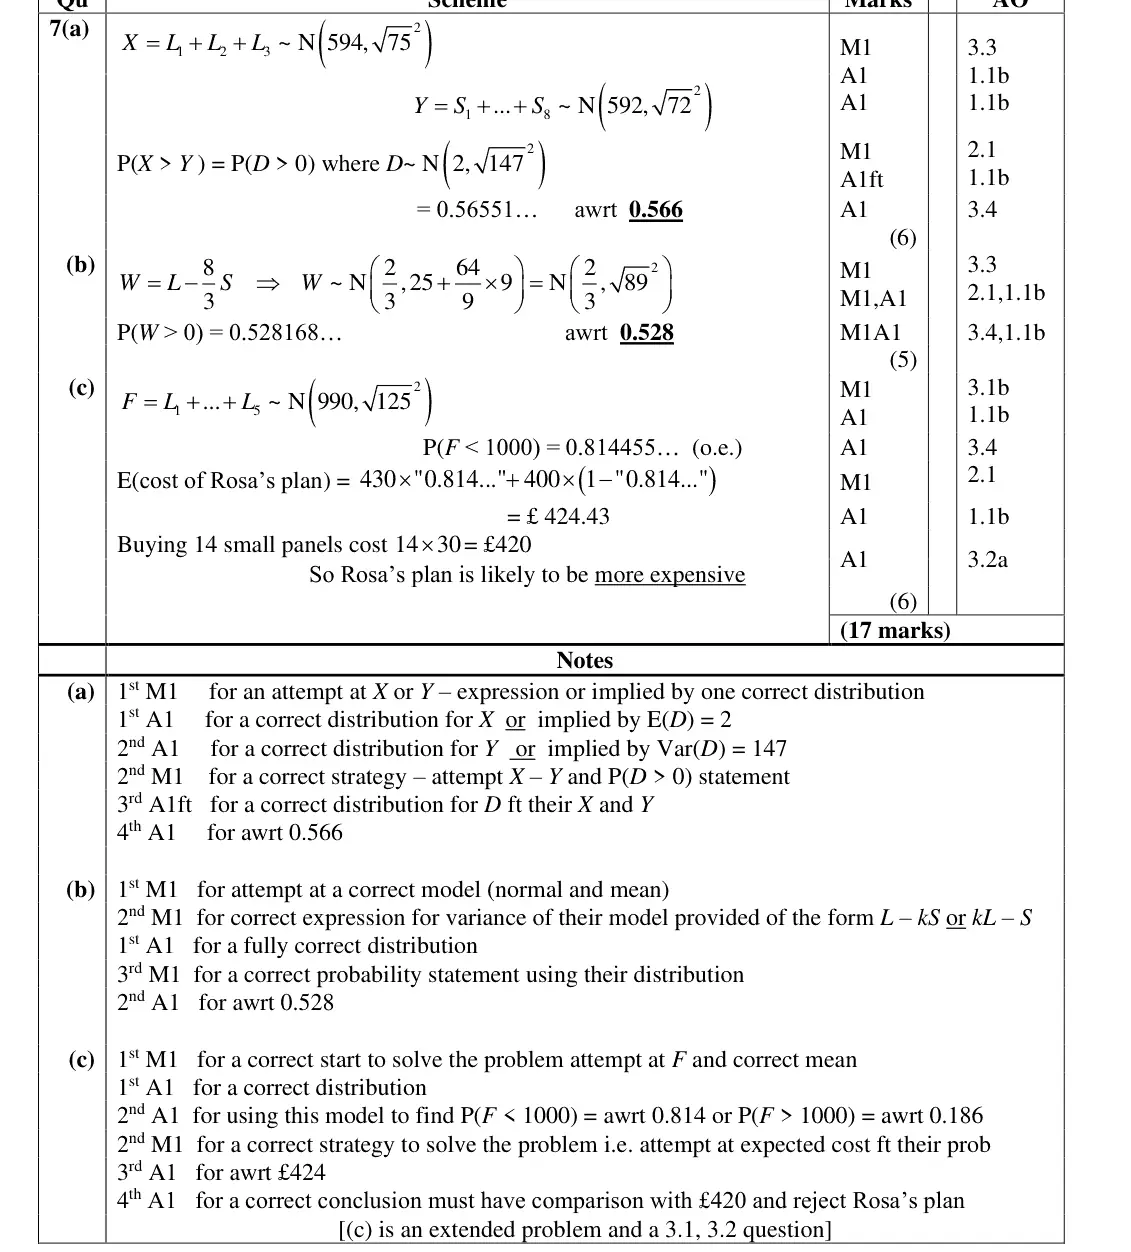 Qu Scheme Marks AO
7(a) X = L₁ + L₂ + L₃ ~ N(594, √75²) M1 3.3
A1 1.1b
Y = S₁ + ... + S₈ ~ N(592, √72²) A1 1.1b
P(X > Y ) = P(D > 0) where D~ N(2, √147²) M1 2.1
A1ft 1.1b
= 0.56551… awrt 0.566 A1 3.4
(6)
(b) W = L − 8/3 S ⇒ W ~ N(2/3, 25 + 64/9 × 9) = N(2/3, √89²) M1 3.3
M1,A1 2.1,1.1b
P(W > 0) = 0.528168… awrt 0.528 M1A1 3.4,1.1b
(5)
(c) F = L₁ + ... + L₅ ~ N(990, √125²) M1 3.1b
A1 1.1b
P(F < 1000) = 0.814455… (o.e.) A1 3.4
E(cost of Rosa’s plan) = 430×"0.814..."+ 400×(1−"0.814...") M1 2.1
= £ 424.43 A1 1.1b
Buying 14 small panels cost 14×30 = £420
So Rosa’s plan is likely to be more expensive A1 3.2a
(6)
(17 marks)
Notes
(a) 1st M1 for an attempt at X or Y – expression or implied by one correct distribution
1st A1 for a correct distribution for X or implied by E(D) = 2
2nd A1 for a correct distribution for Y or implied by Var(D) = 147
2nd M1 for a correct strategy – attempt X – Y and P(D > 0) statement
3rd A1ft for a correct distribution for D ft their X and Y
4th A1 for awrt 0.566
(b) 1st M1 for attempt at a correct model (normal and mean)
2nd M1 for correct expression for variance of their model provided of the form L – kS or kL – S
1st A1 for a fully correct distribution
3rd M1 for a correct probability statement using their distribution
2nd A1 for awrt 0.528
(c) 1st M1 for a correct start to solve the problem attempt at F and correct mean
1st A1 for a correct distribution
2nd A1 for using this model to find P(F < 1000) = awrt 0.814 or P(F > 1000) = awrt 0.186
2nd M1 for a correct strategy to solve the problem i.e. attempt at expected cost ft their prob
3rd A1 for awrt £424
4th A1 for a correct conclusion must have comparison with £420 and reject Rosa’s plan
[(c) is an extended problem and a 3.1, 3.2 question]